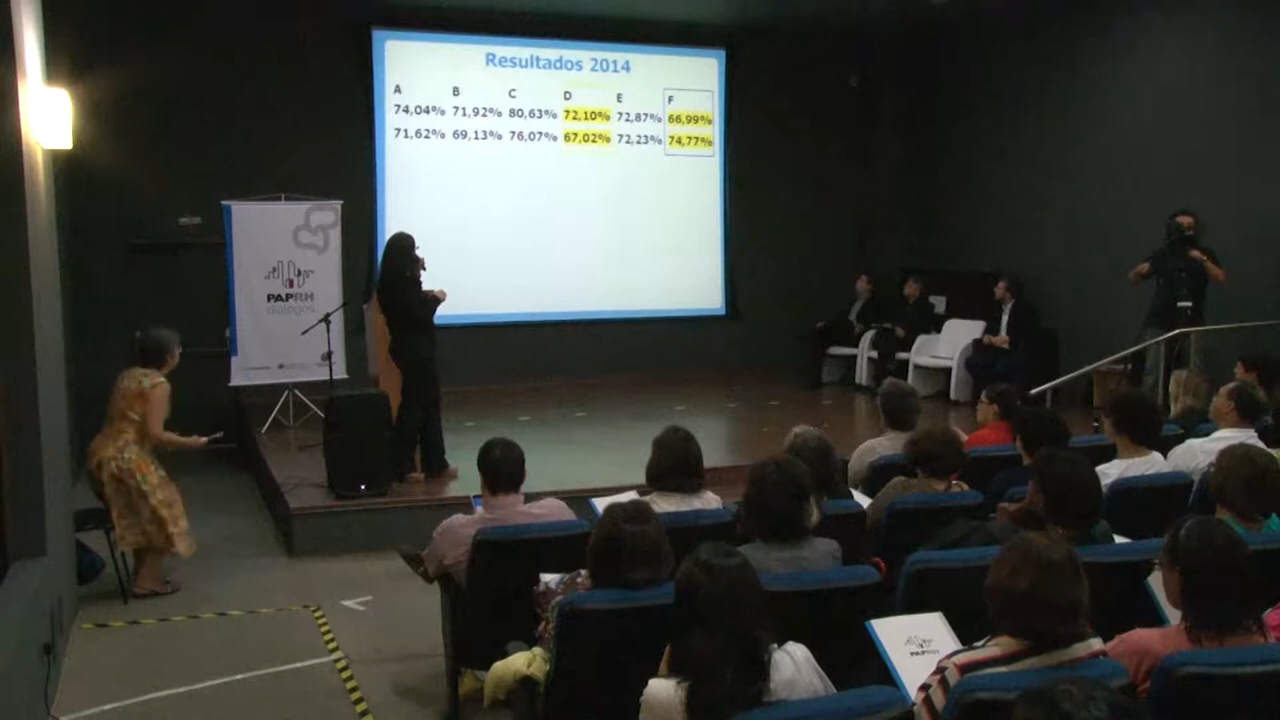 Resultados 2014
A B C D E F
74,04% 71,92% 80,63% 72,10% 72,87% 66,99%
71,62% 69,13% 76,07% 67,02% 72,23% 74,77%
PAPRH
diálogos
PAPRH